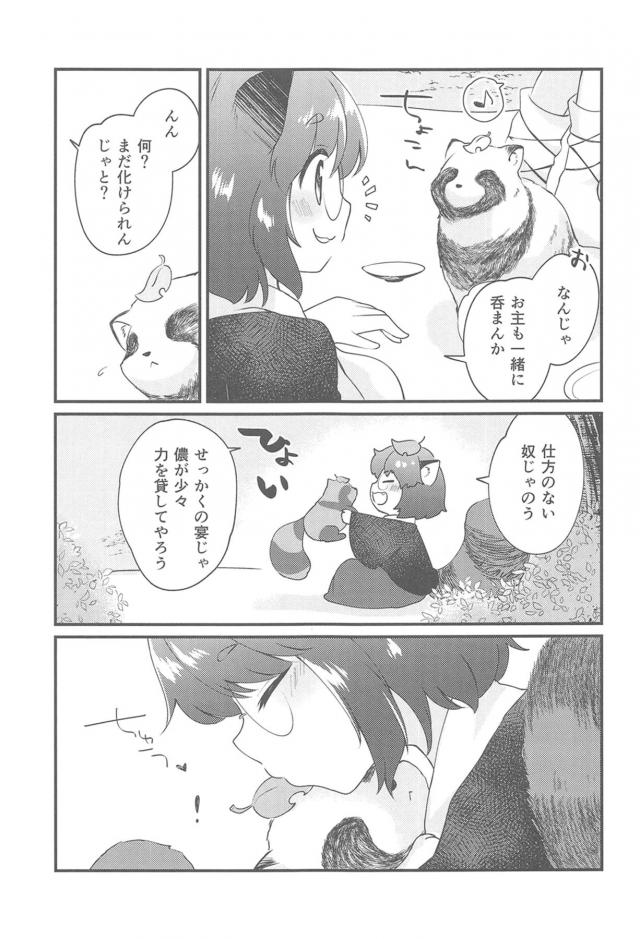 ♪
ちょこん
お
なんじゃ
お主も一緒に
呑まんか
んん
何?
まだ化けられん
じゃと?
仕方のない
奴じゃのう
ひょい
せっかくの宴じゃ
儂が少々
力を貸してやろう
ちゅっ
!